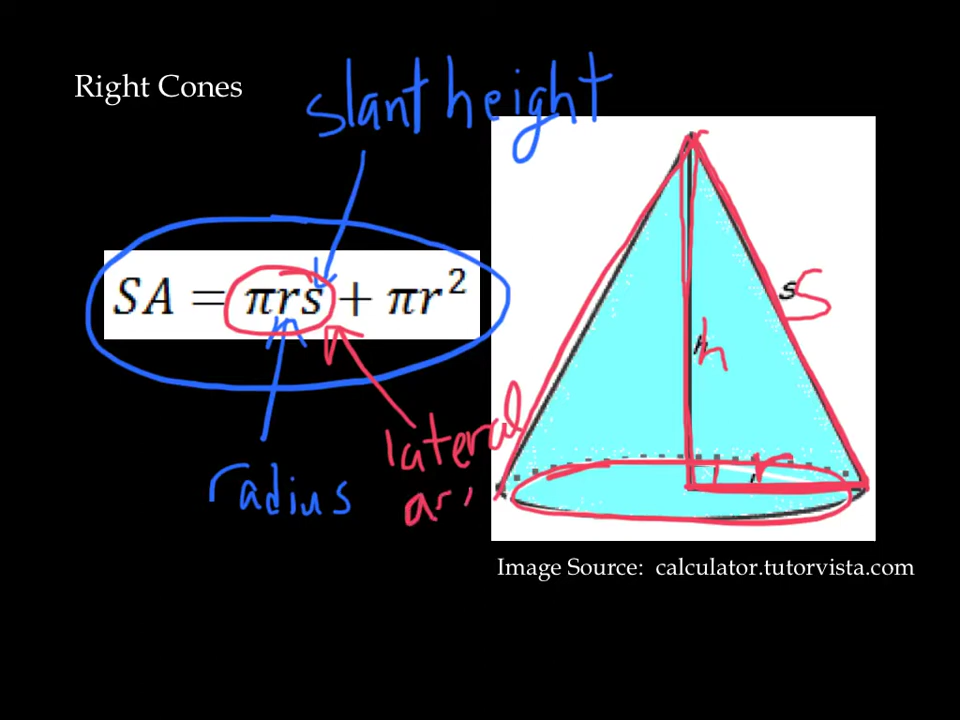 Right Cones
slant height
SA = πrs + πr²
radius
lateral
s
S
h
r
Image Source: calculator.tutorvista.com